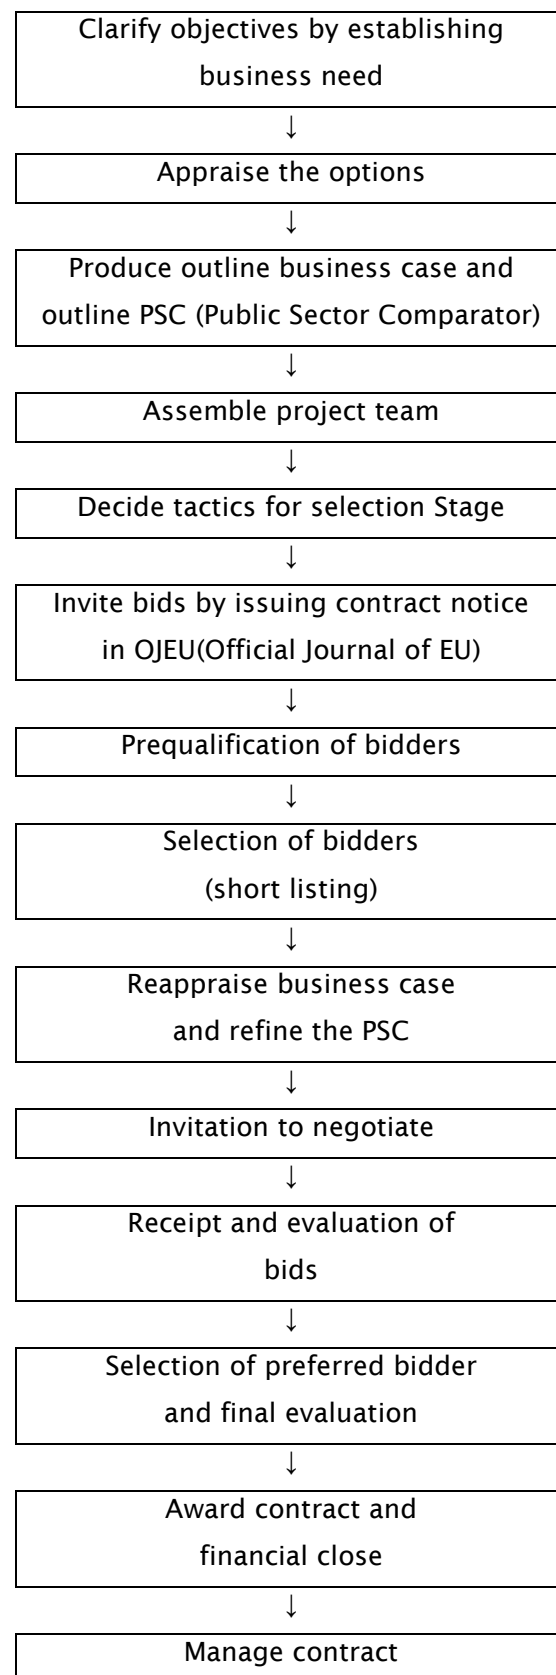 Clarify objectives by establishing
business need
↓
Appraise the options
↓
Produce outline business case and
outline PSC (Public Sector Comparator)
↓
Assemble project team
↓
Decide tactics for selection Stage
↓
Invite bids by issuing contract notice
in OJEU(Official Journal of EU)
↓
Prequalification of bidders
↓
Selection of bidders
(short listing)
↓
Reappraise business case
and refine the PSC
↓
Invitation to negotiate
↓
Receipt and evaluation of
bids
↓
Selection of preferred bidder
and final evaluation
↓
Award contract and
financial close
↓
Manage contract